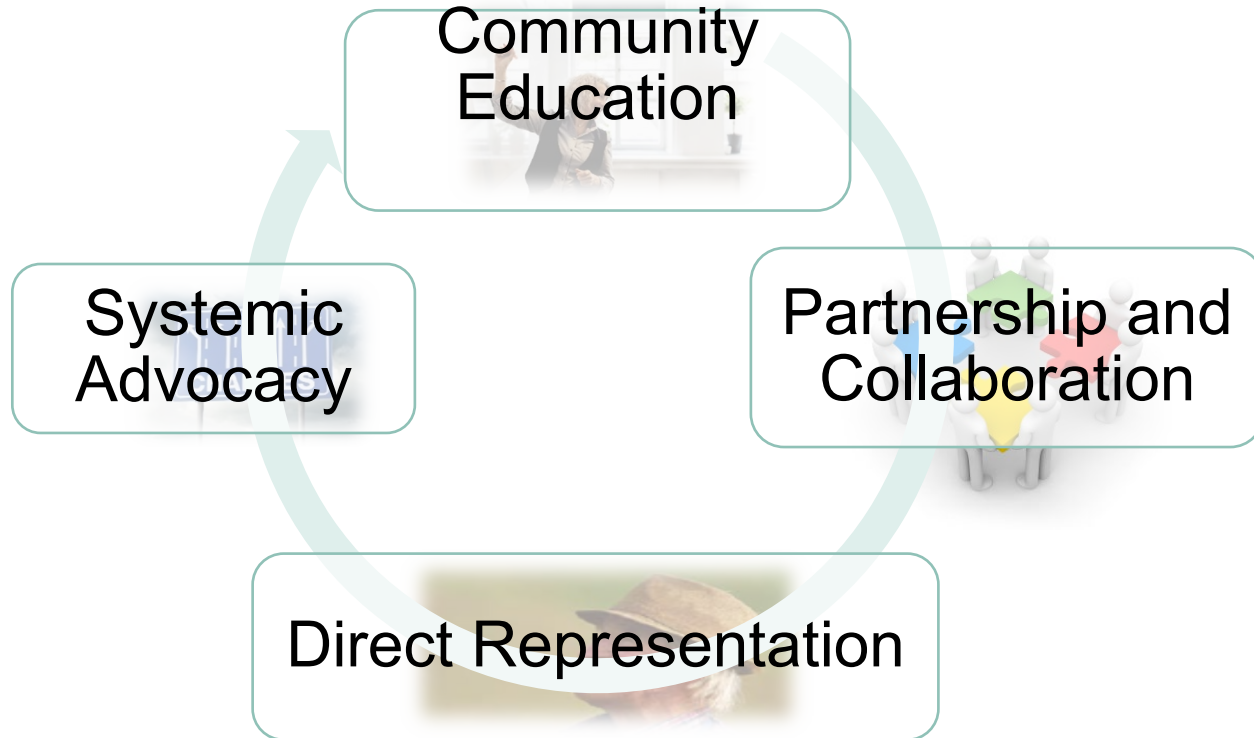 Community
Education
Partnership and
Collaboration
Direct Representation
Systemic
Advocacy